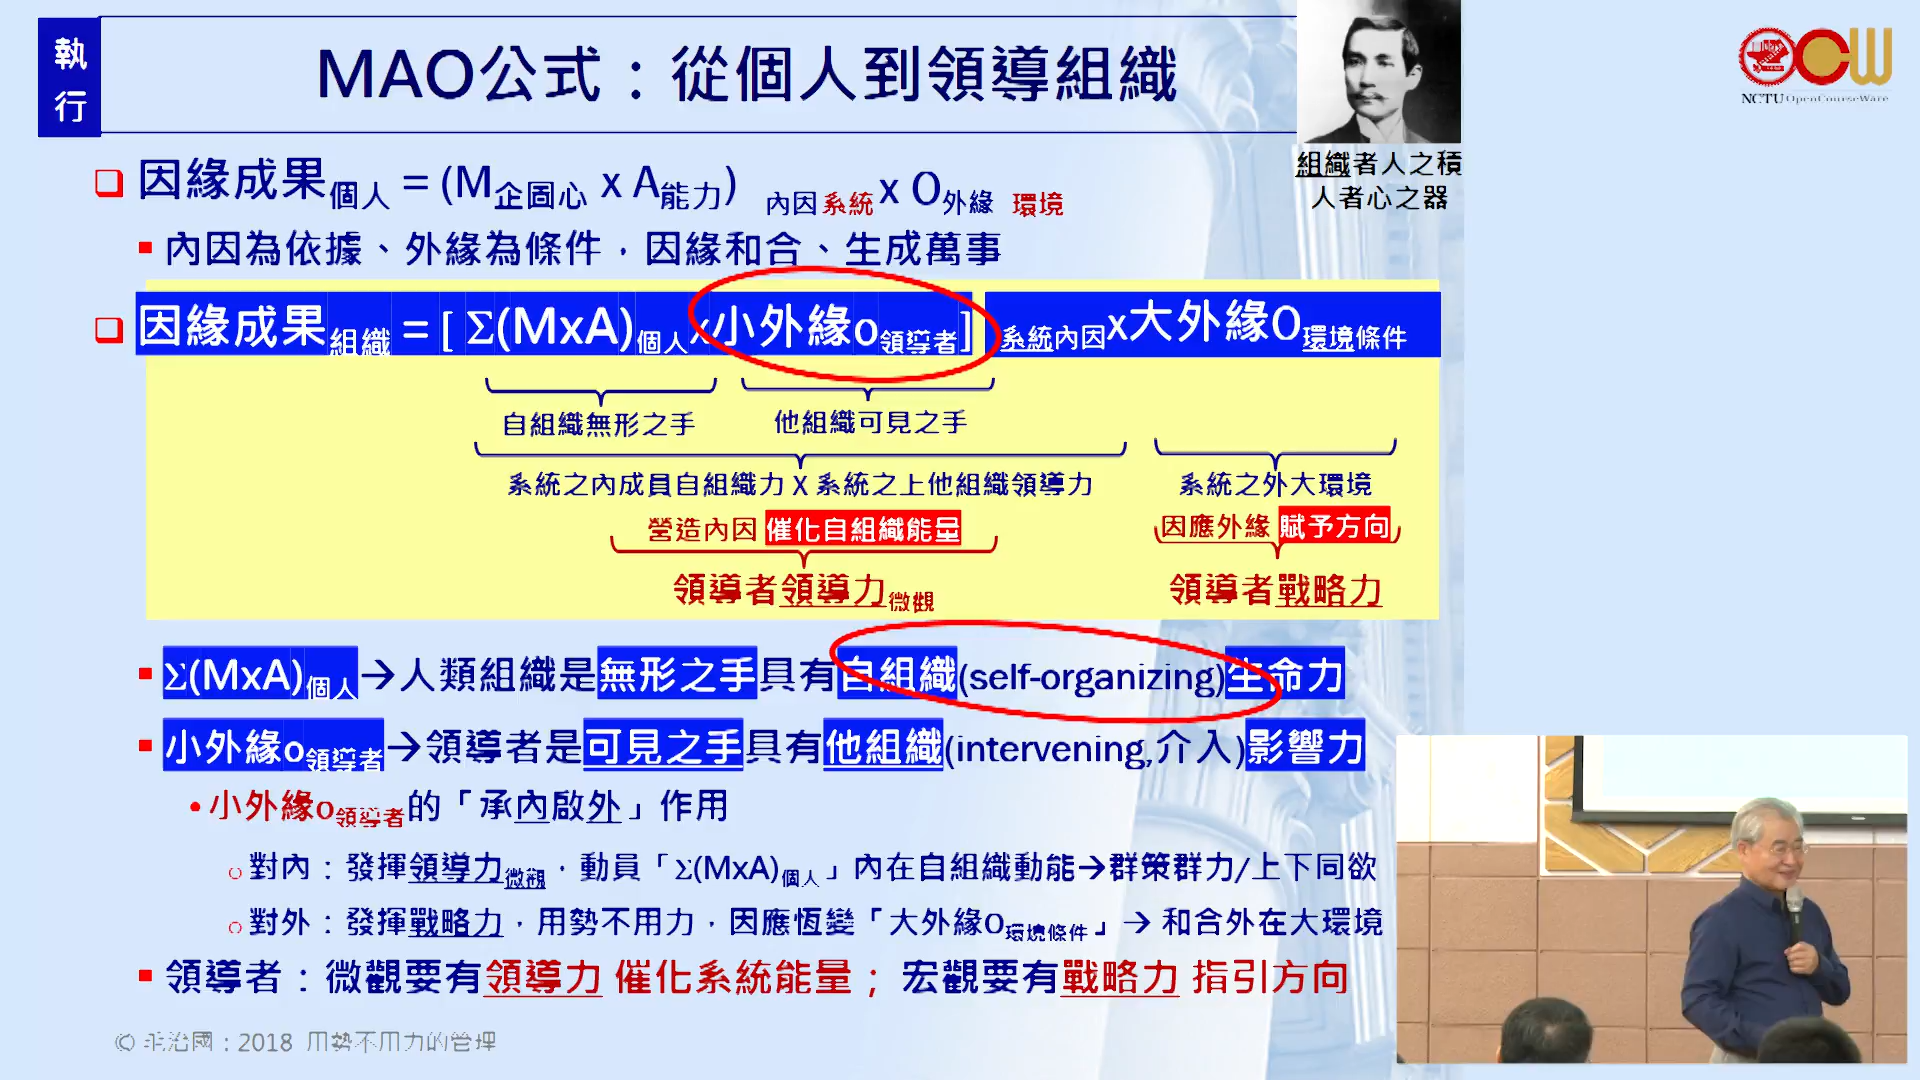 執行
MAO公式：從個人到領導組織
NCTU OpenCourseWare
組織者人之積
人者心之器
因緣成果個人 = (M企圖心 x A能力) 內因系統 x O外緣 環境
內因為依據、外緣為條件，因緣和合、生成萬事
因緣成果組織 = [ Σ(MxA)個人x小外緣o領導者] 系統內因x大外緣O環境條件
自組織無形之手 他組織可見之手
系統之內成員自組織力 X 系統之上他組織領導力 系統之外大環境
營造內因 催化自組織能量 因應外緣 賦予方向
領導者領導力微觀 領導者戰略力
Σ(MxA)個人→人類組織是無形之手具有自組織(self-organizing)生命力
小外緣o領導者→領導者是可見之手具有他組織(intervening,介入)影響力
小外緣o領導者的「承內啟外」作用
對內：發揮領導力微觀，動員「Σ(MxA)個人」內在自組織動能→群策群力/上下同欲
對外：發揮戰略力，用勢不用力，因應恆變「大外緣O環境條件」→ 和合外在大環境
領導者：微觀要有領導力 催化系統能量； 宏觀要有戰略力 指引方向
© 毛治國：2018 用勢不用力的管理